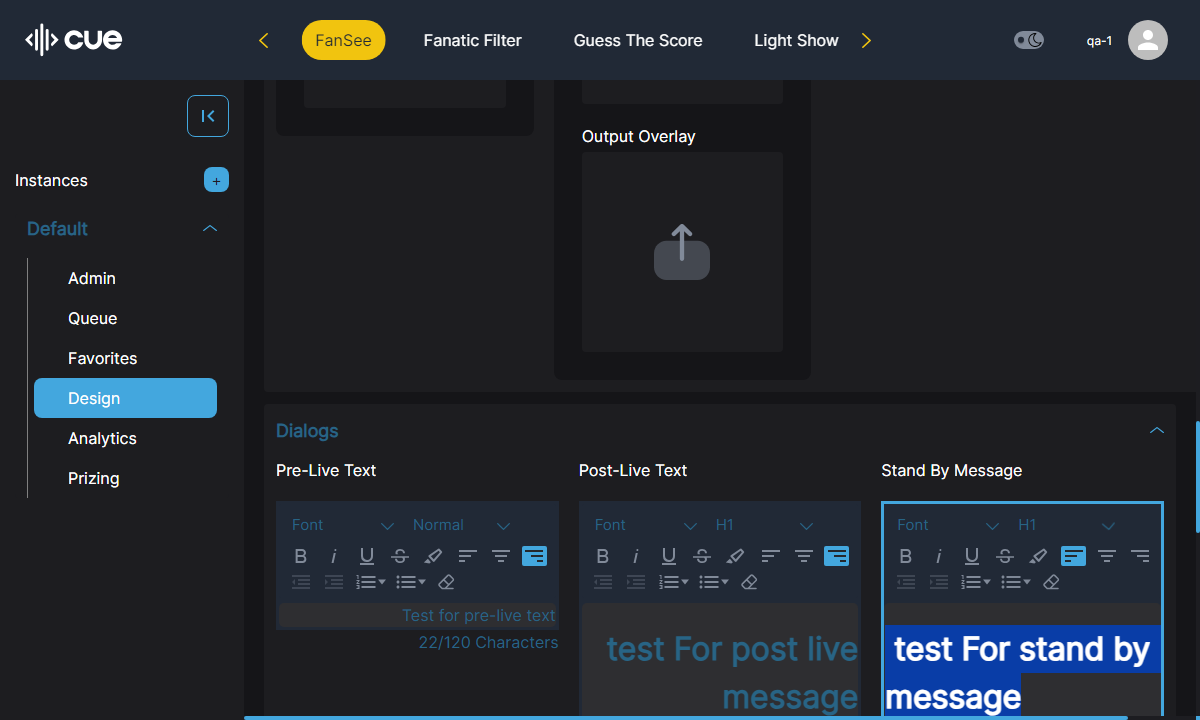 cue
FanSee
Fanatic Filter
Guess The Score
Light Show
qa-1
Instances
+
Default
Admin
Queue
Favorites
Design
Analytics
Prizing
Output Overlay
Dialogs
Pre-Live Text
Font
Normal
B i U S
Test for pre-live text
22/120 Characters
Post-Live Text
Font
H1
B i U S
test For post live
message
Stand By Message
Font
H1
B i U S
test For stand by
message